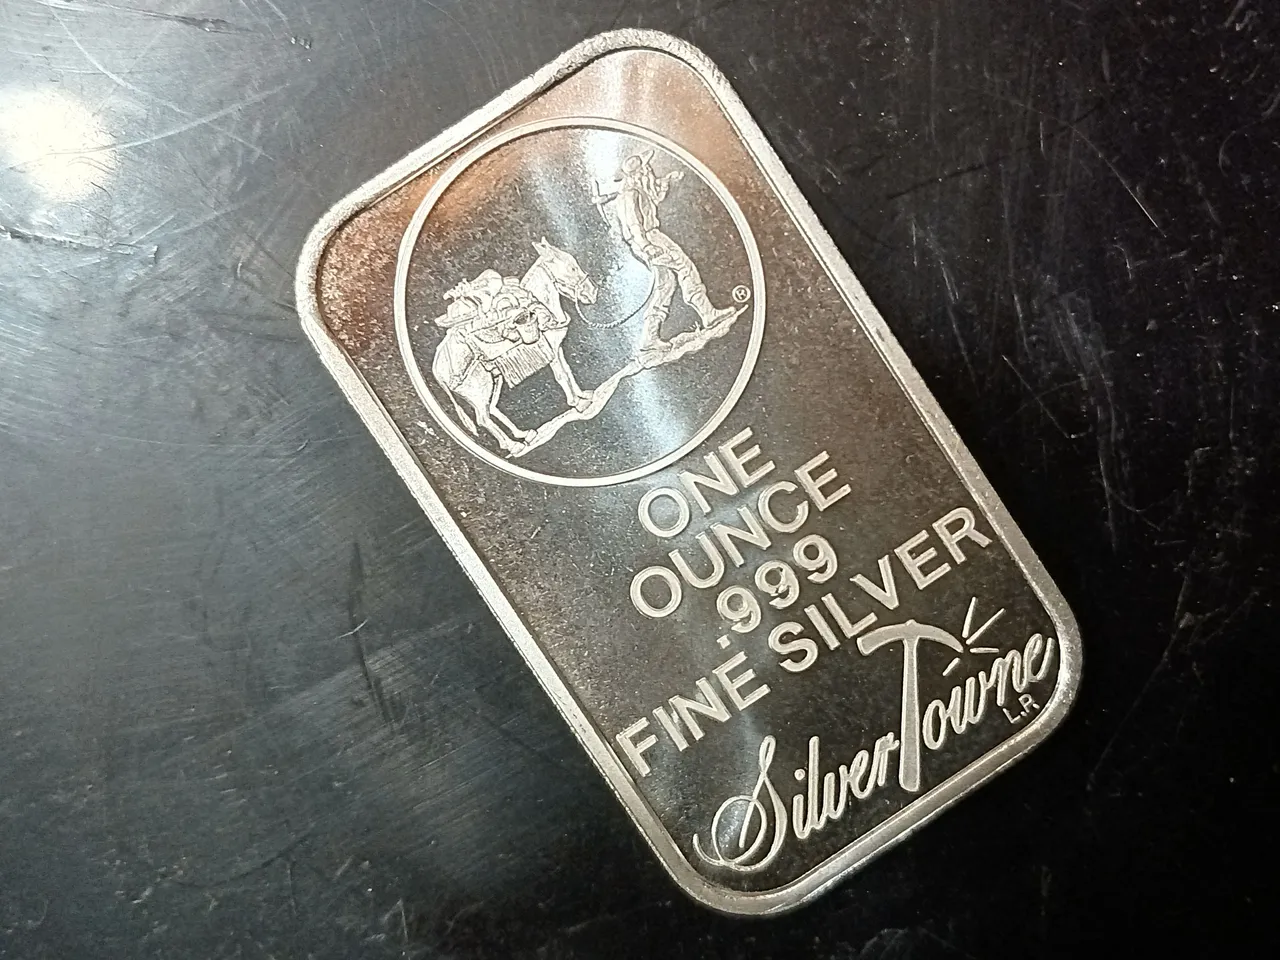 ®
ONE
OUNCE
.999
FINE SILVER
SilverTowne
L.P.